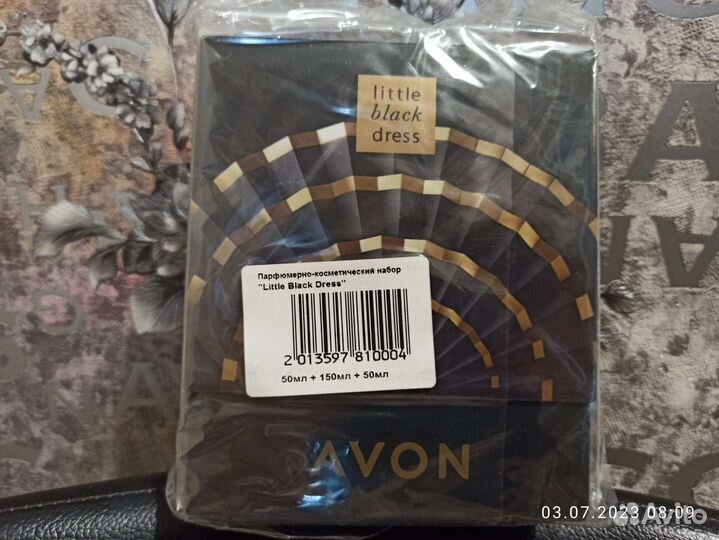 little
black
dress
Парфюмерно-косметический набор
"Little Black Dress"
2 013597 810004
50мл + 150мл + 50мл
AVON
03.07.2023 08:09
Avito